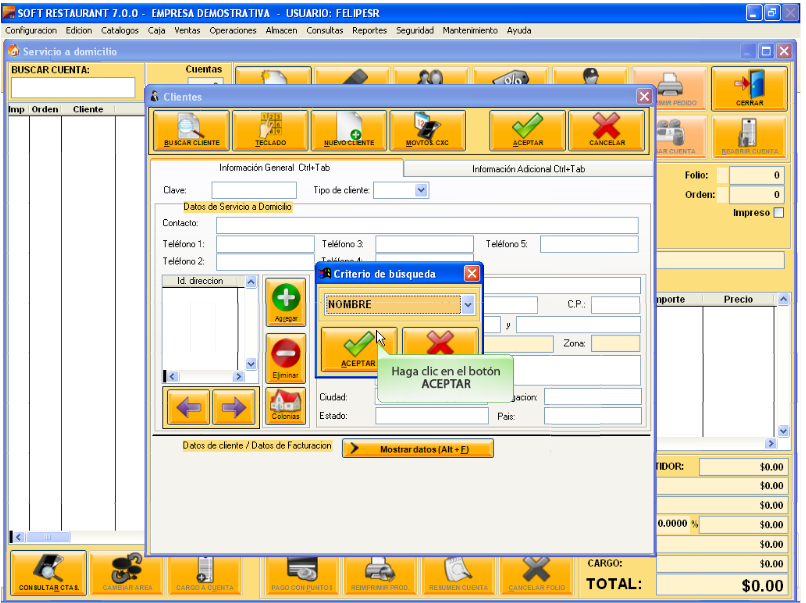 SOFT RESTAURANT 7.0.0 - EMPRESA DEMOSTRATIVA - USUARIO: FELIPESR
Configuracion Edicion Catalogos Caja Ventas Operaciones Almacen Consultas Reportes Seguridad Mantenimiento Ayuda
Servicio a domicilio
BUSCAR CUENTA:
Cuentas
PEDIDO
CERRAR
Imp Orden Cliente
CUENTA
REABRIR CUENTA
Folio: 0
Orden: 0
Impreso
Importe Precio
Clientes
BUSCAR CLIENTE
TECLADO
NUEVO CLIENTE
MOVTOS. CXC
ACEPTAR
CANCELAR
Información General Ctrl+Tab
Información Adicional Ctrl+Tab
Clave:
Tipo de cliente:
Datos de Servicio a Domicilio
Contacto:
Teléfono 1:
Teléfono 3:
Teléfono 5:
Teléfono 2:
Teléfono 4:
Id. direccion
Agregar
Eliminar
Colonias
C.P.:
y
Zona:
Ciudad:
Estado:
Pais:
Criterio de búsqueda
NOMBRE
ACEPTAR
Haga clic en el botón
ACEPTAR
Datos de cliente / Datos de Facturacion
Mostrar datos (Alt + F)
$0.00
$0.00
$0.00
0.0000 % $0.00
$0.00
CARGO: $0.00
TOTAL: $0.00
CONSULTAR CTAS.
CAMBIAR AREA
CARGO A CUENTA
PAGO CON PUNTOS
REIMPRIMIR PROD.
RESUMEN CUENTA
CANCELAR FOLIO